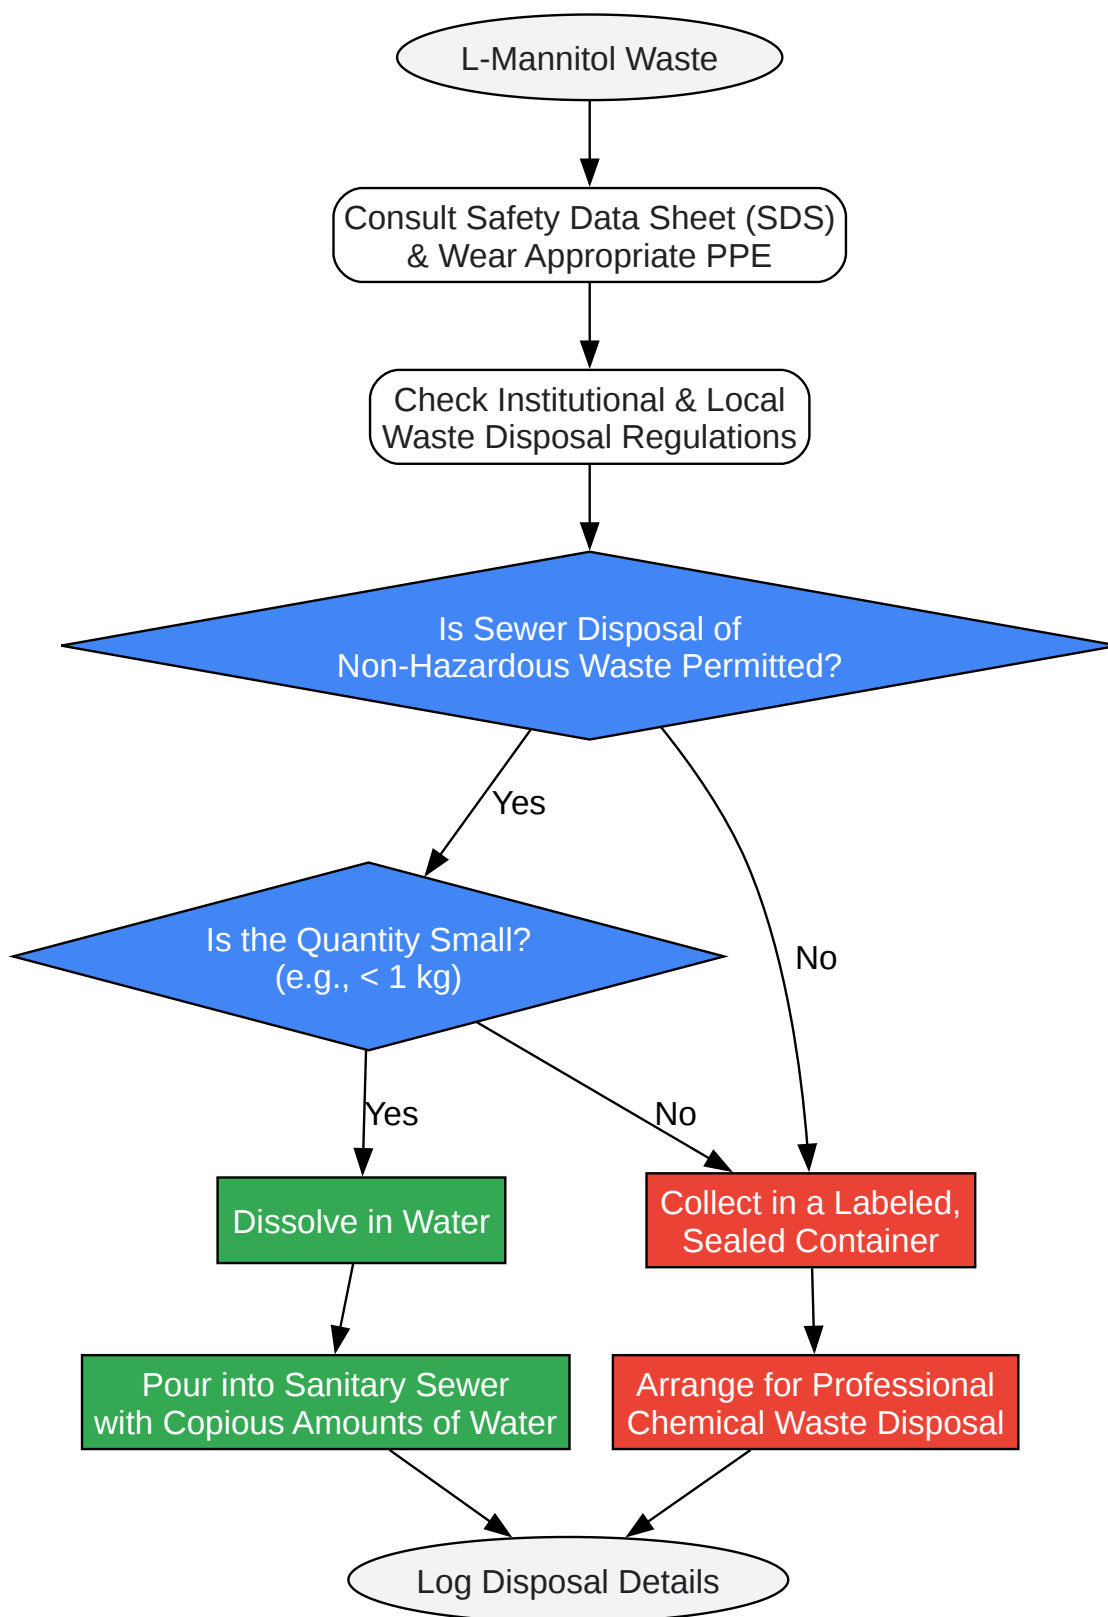 L-Mannitol Waste
Consult Safety Data Sheet (SDS)
& Wear Appropriate PPE
Check Institutional & Local
Waste Disposal Regulations
Is Sewer Disposal of
Non-Hazardous Waste Permitted?
Yes
Is the Quantity Small?
(e.g., < 1 kg)
No
Yes
No
Dissolve in Water
Collect in a Labeled,
Sealed Container
Pour into Sanitary Sewer
with Copious Amounts of Water
Arrange for Professional
Chemical Waste Disposal
Log Disposal Details